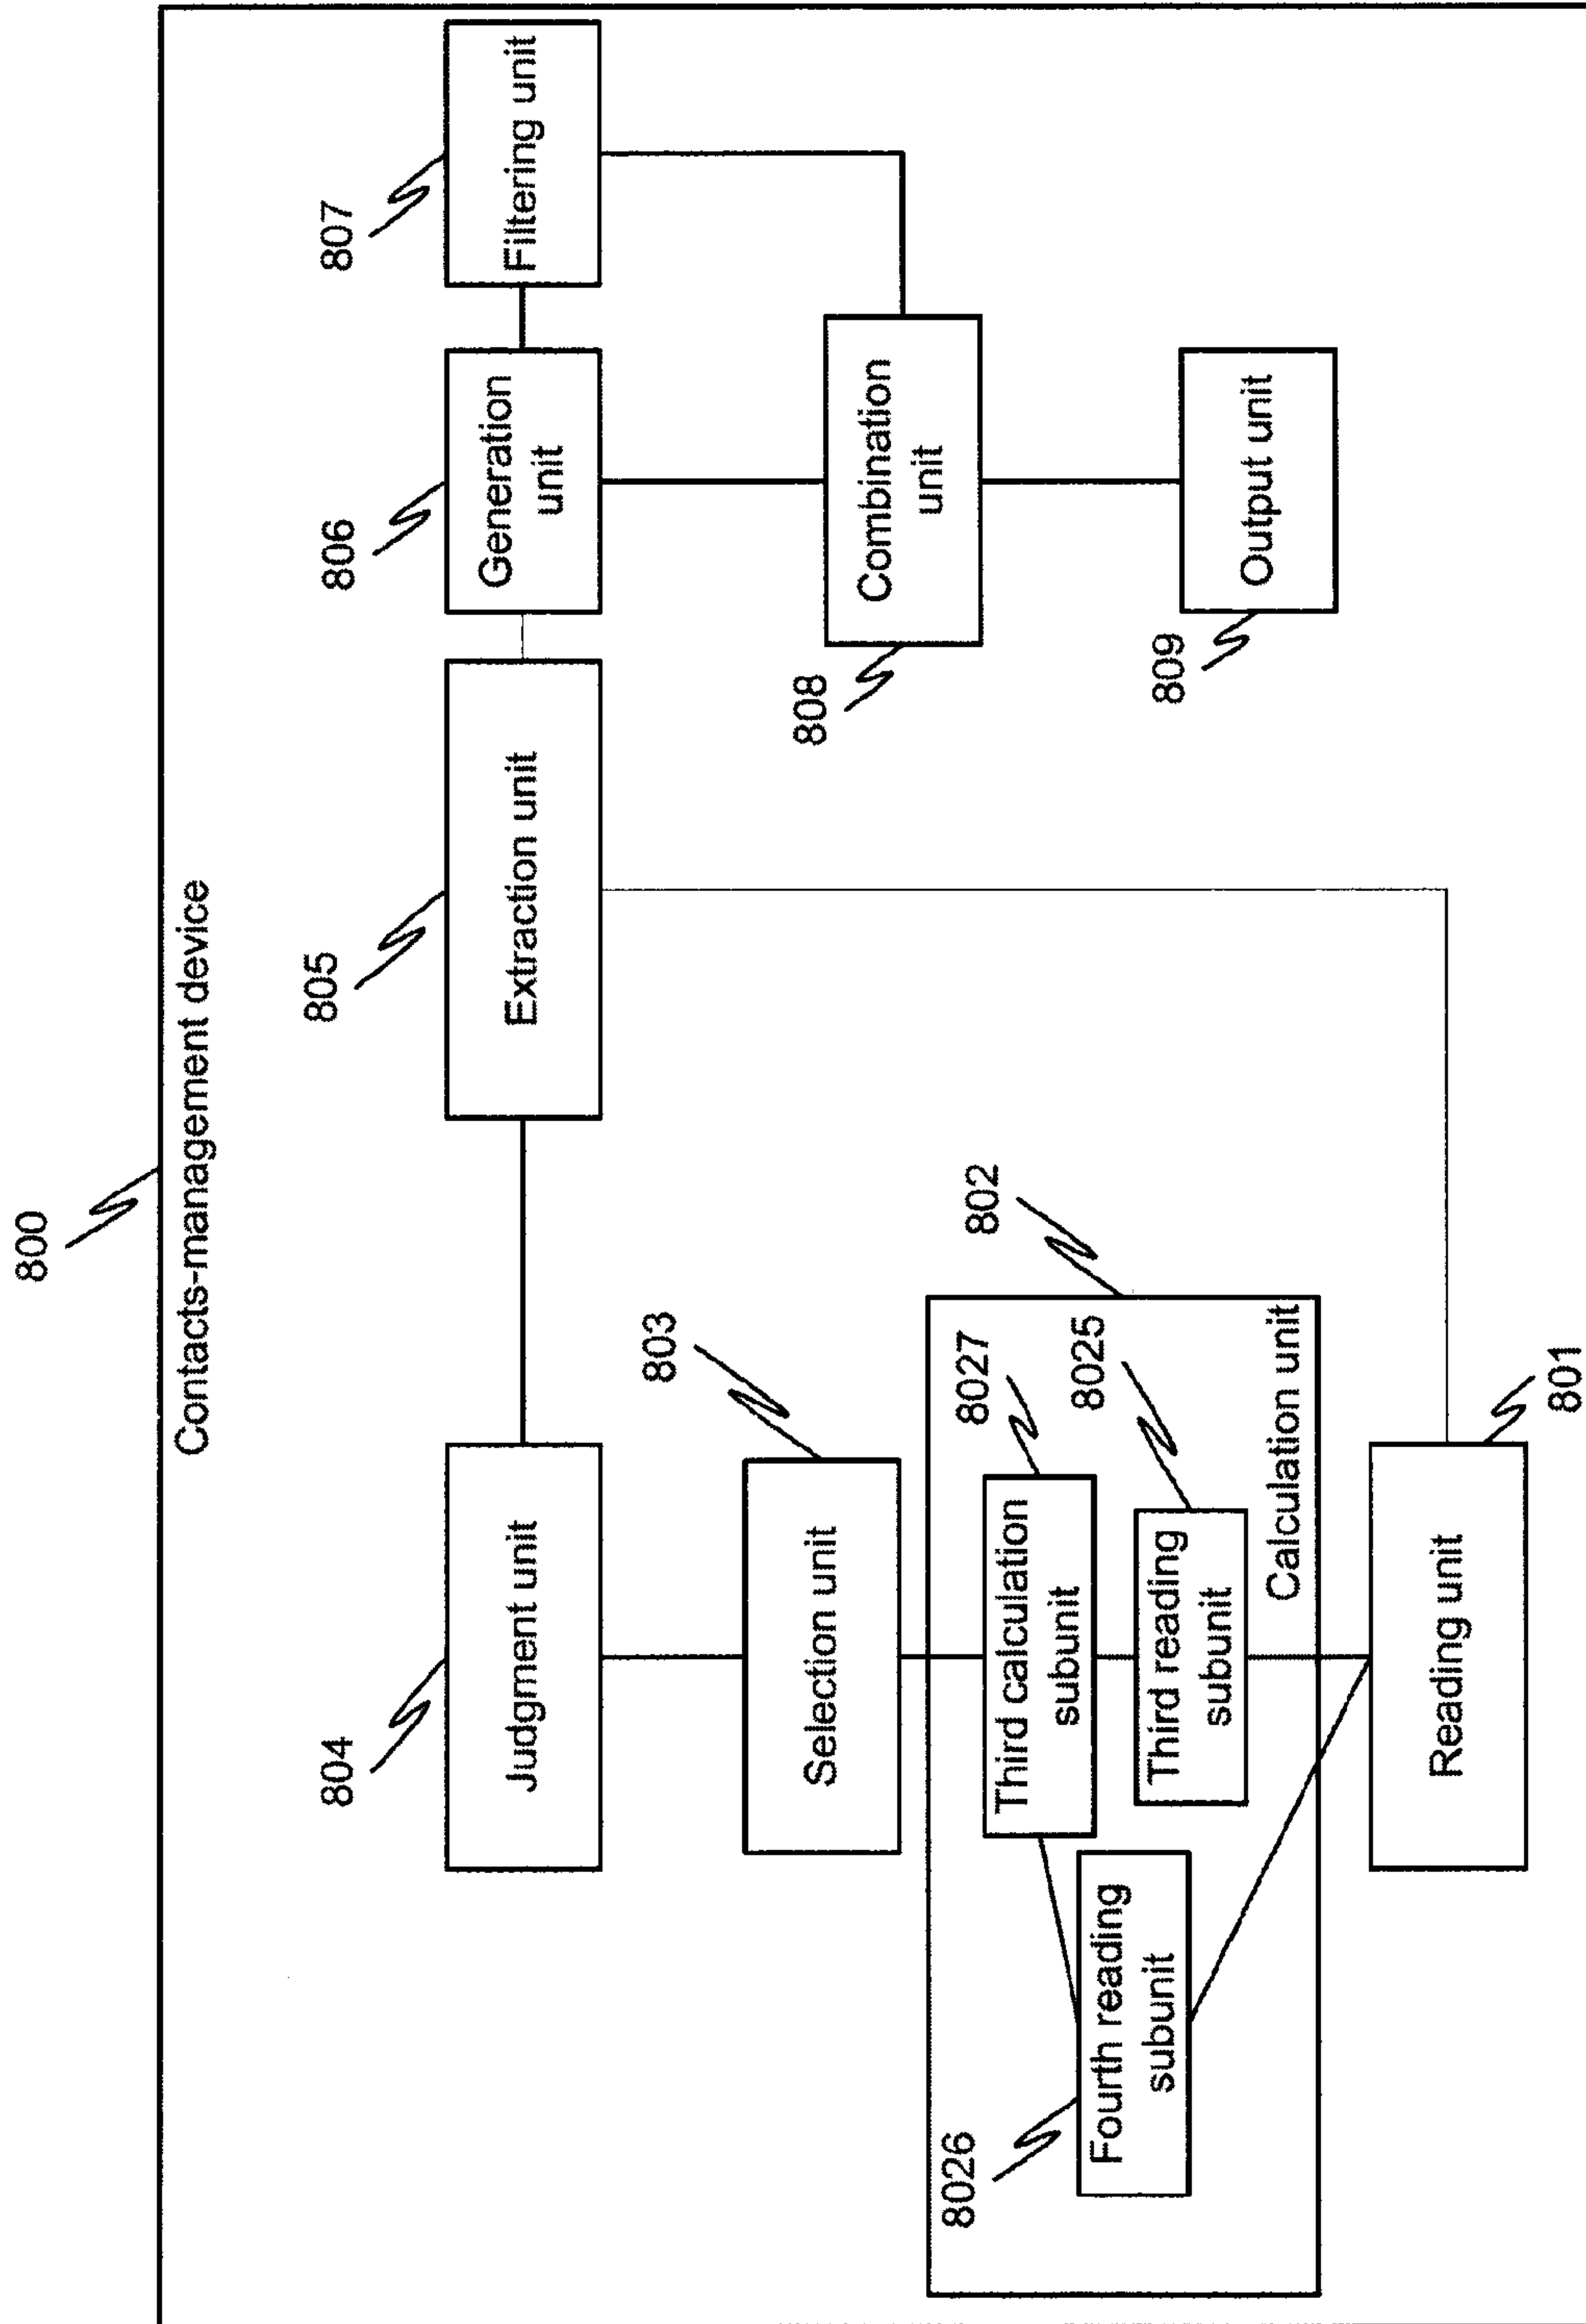 800
Contacts-management device
804
805
806
807
Judgment unit
Extraction unit
Generation
unit
Filtering unit
803
Selection unit
808
Combination
unit
802
8026
8027
8025
Third calculation
subunit
Fourth reading
subunit
Third reading
subunit
Calculation unit
809
Output unit
Reading unit
801